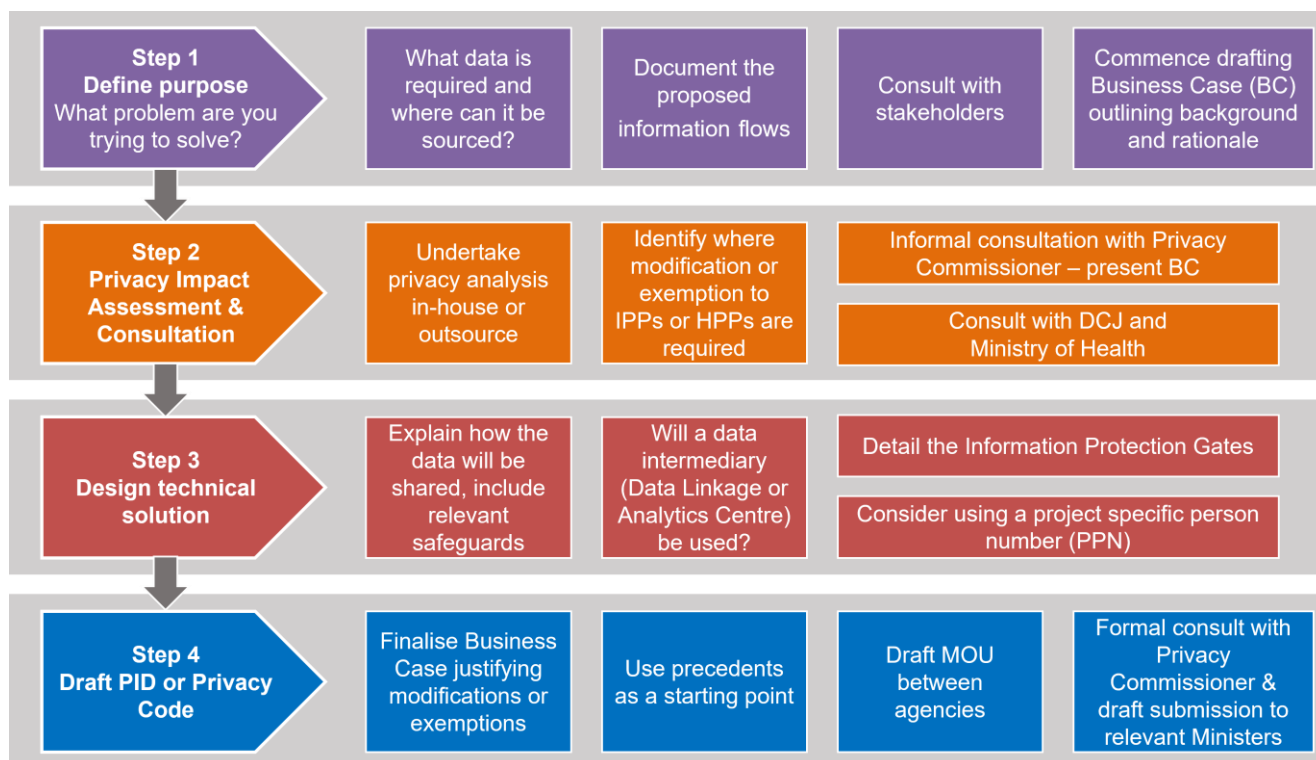 Step 1
Define purpose
What problem are you
trying to solve?
What data is
required and
where can it be
sourced?
Document the
proposed
information flows
Consult with
stakeholders
Commence drafting
Business Case (BC)
outlining background
and rationale
Step 2
Privacy Impact
Assessment &
Consultation
Undertake
privacy analysis
in-house or
outsource
Identify where
modification or
exemption to
IPPs or HPPs are
required
Informal consultation with Privacy
Commissioner – present BC
Consult with DCJ and
Ministry of Health
Step 3
Design technical
solution
Explain how the
data will be
shared, include
relevant
safeguards
Will a data
intermediary
(Data Linkage or
Analytics Centre)
be used?
Detail the Information Protection Gates
Consider using a project specific person
number (PPN)
Step 4
Draft PID or Privacy
Code
Finalise Business
Case justifying
modifications or
exemptions
Use precedents
as a starting point
Draft MOU
between
agencies
Formal consult with
Privacy
Commissioner &
draft submission to
relevant Ministers